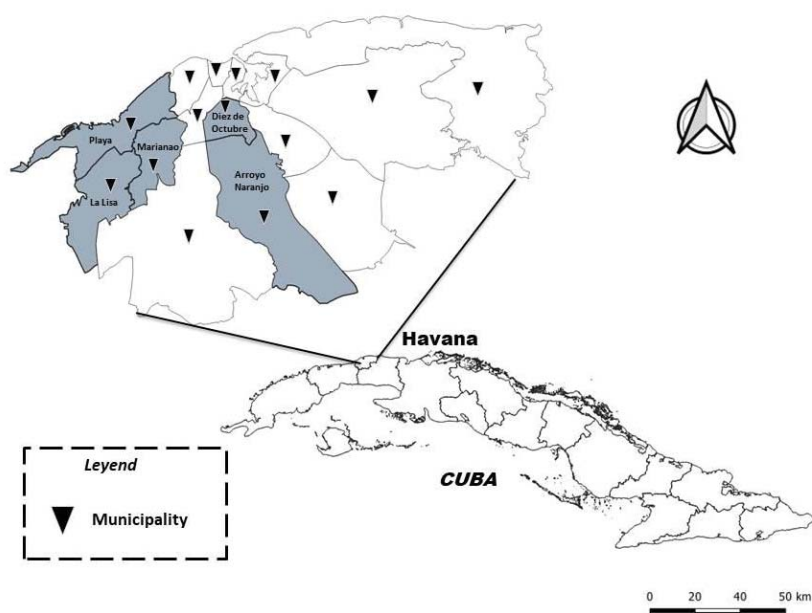 Playa
Marianao
Diez de
Octubre
La Lisa
Arroyo
Naranjo
Havana
CUBA
Leyend
Municipality
0 20 40 50 km